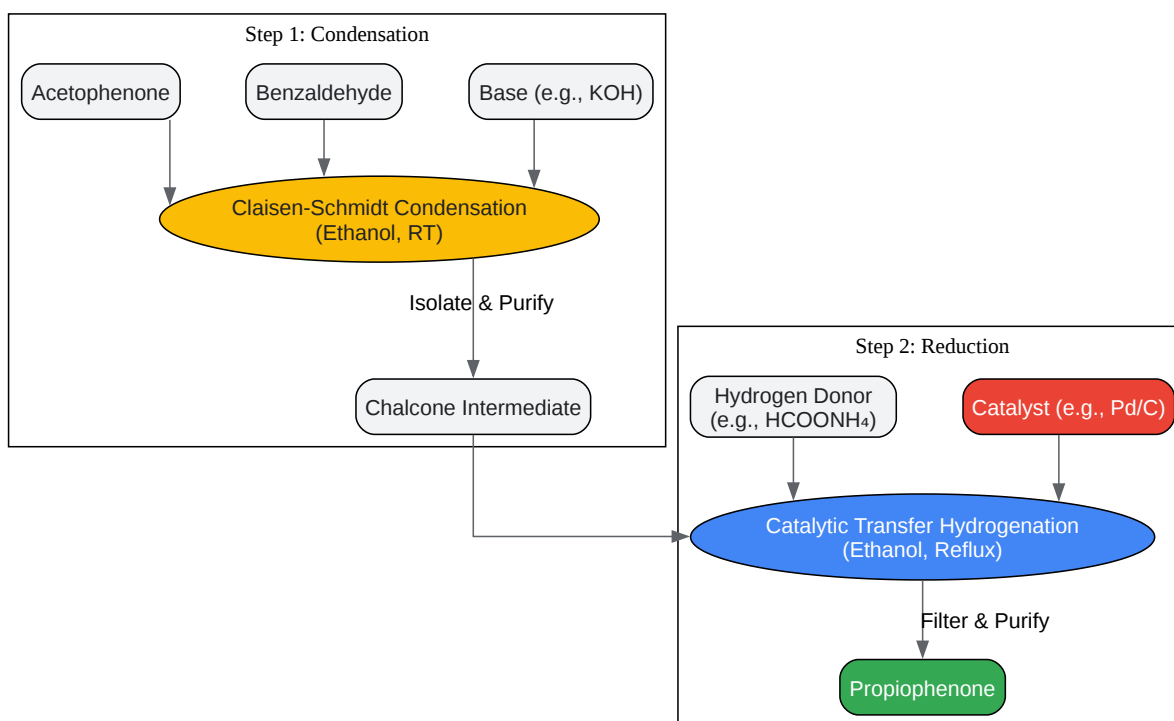 Step 1: Condensation
Acetophenone
Benzaldehyde
Base (e.g., KOH)
Claisen-Schmidt Condensation
(Ethanol, RT)
Isolate & Purify
Chalcone Intermediate
Step 2: Reduction
Hydrogen Donor
(e.g., HCOONH₄)
Catalyst (e.g., Pd/C)
Catalytic Transfer Hydrogenation
(Ethanol, Reflux)
Filter & Purify
Propiophenone